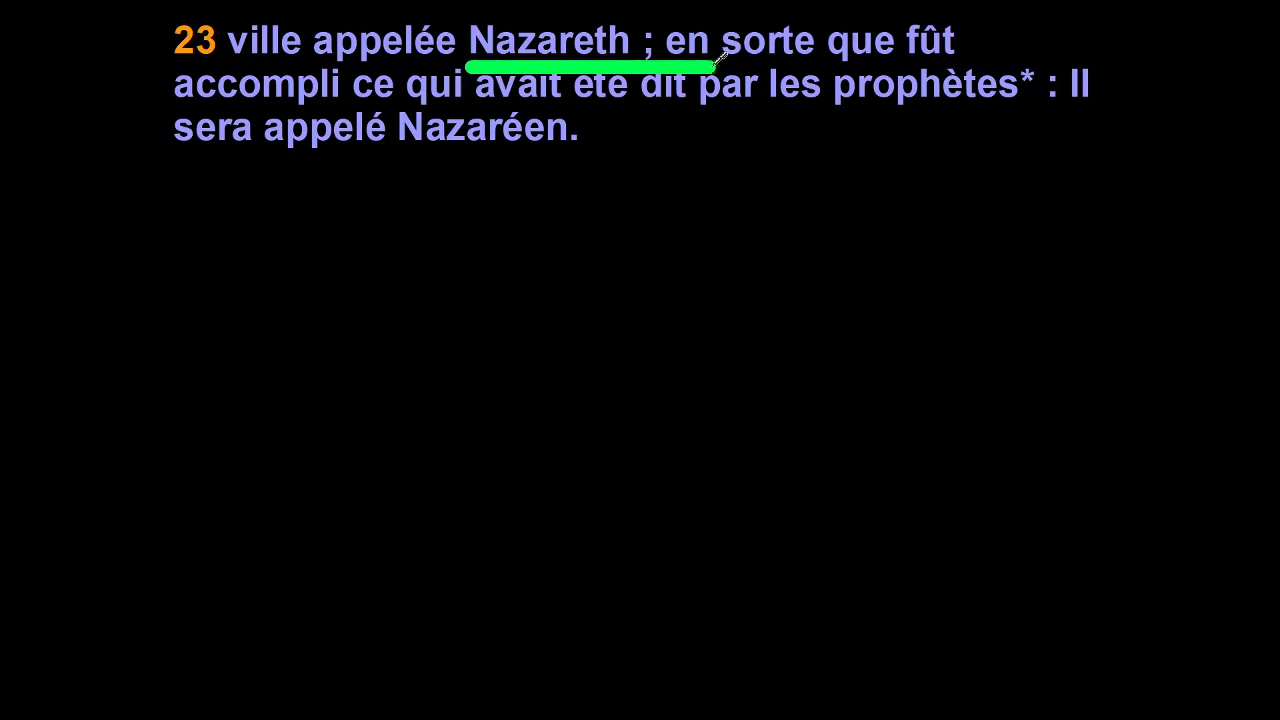 23 ville appelée Nazareth ; en sorte que fût
accompli ce qui avait été dit par les prophètes* : Il
sera appelé Nazaréen.